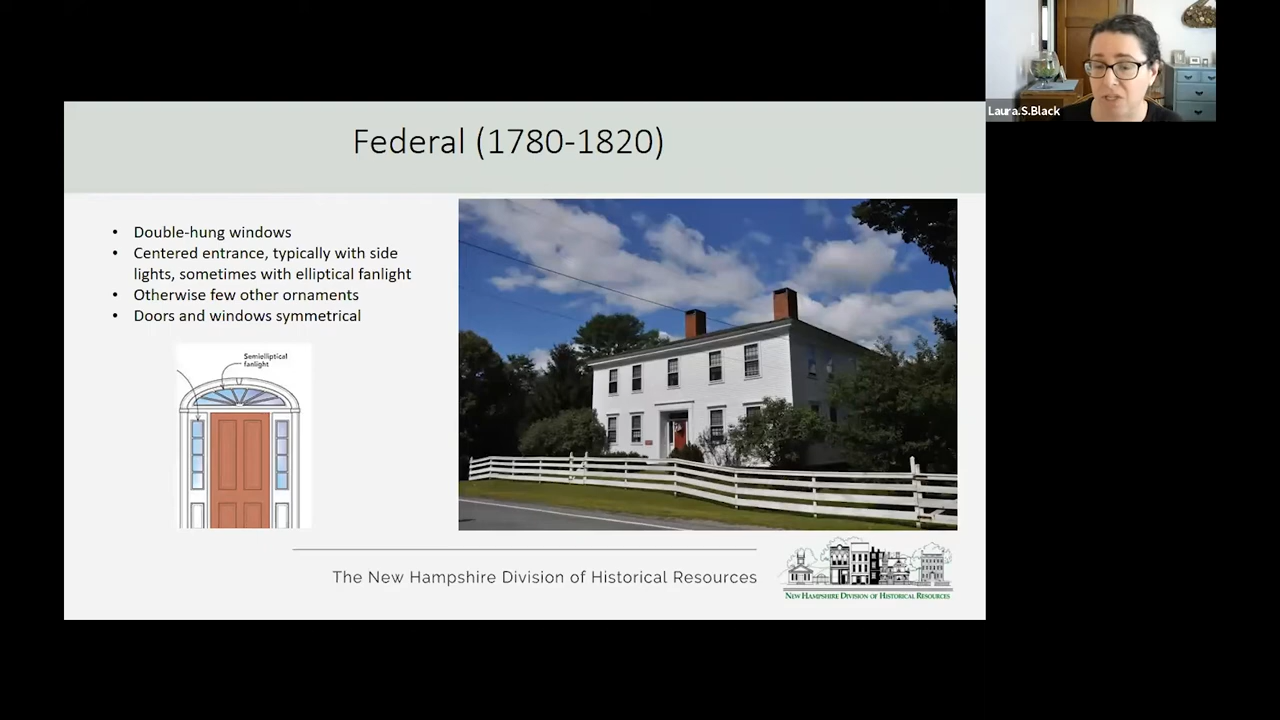 Laura.S.Black
Federal (1780-1820)
• Double-hung windows
• Centered entrance, typically with side
lights, sometimes with elliptical fanlight
• Otherwise few other ornaments
• Doors and windows symmetrical
Semielliptical
fanlight
The New Hampshire Division of Historical Resources
NEW HAMPSHIRE DIVISION OF HISTORICAL RESOURCES